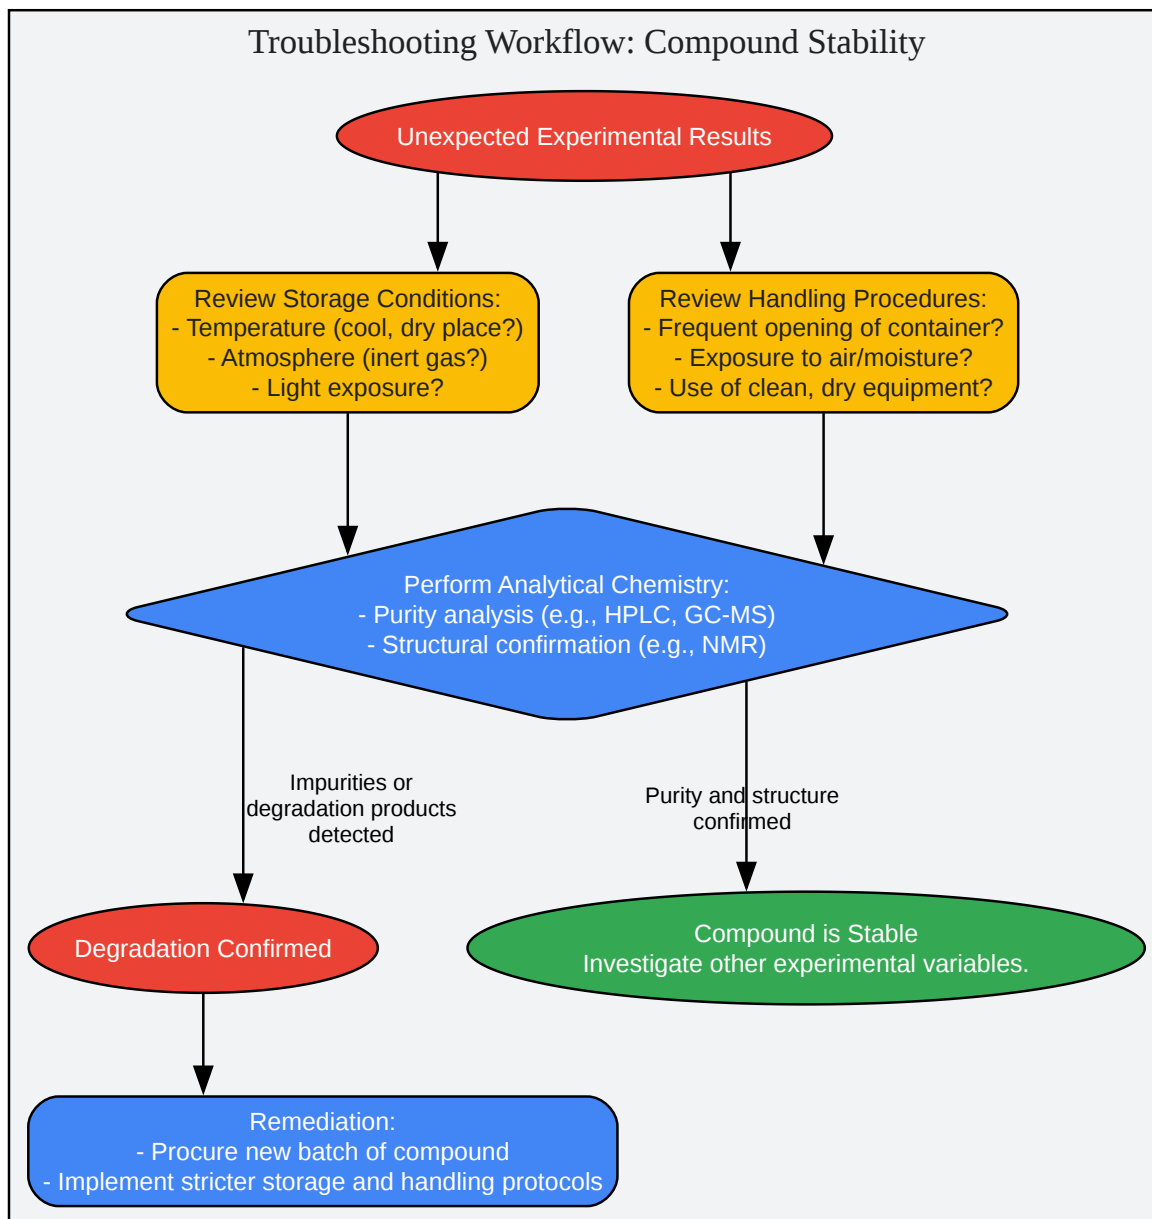 Troubleshooting Workflow: Compound Stability
Unexpected Experimental Results
Review Storage Conditions:
- Temperature (cool, dry place?)
- Atmosphere (inert gas?)
- Light exposure?
Review Handling Procedures:
- Frequent opening of container?
- Exposure to air/moisture?
- Use of clean, dry equipment?
Perform Analytical Chemistry:
- Purity analysis (e.g., HPLC, GC-MS)
- Structural confirmation (e.g., NMR)
Impurities or
degradation products
detected
Purity and structure
confirmed
Degradation Confirmed
Compound is Stable
Investigate other experimental variables.
Remediation:
- Procure new batch of compound
- Implement stricter storage and handling protocols